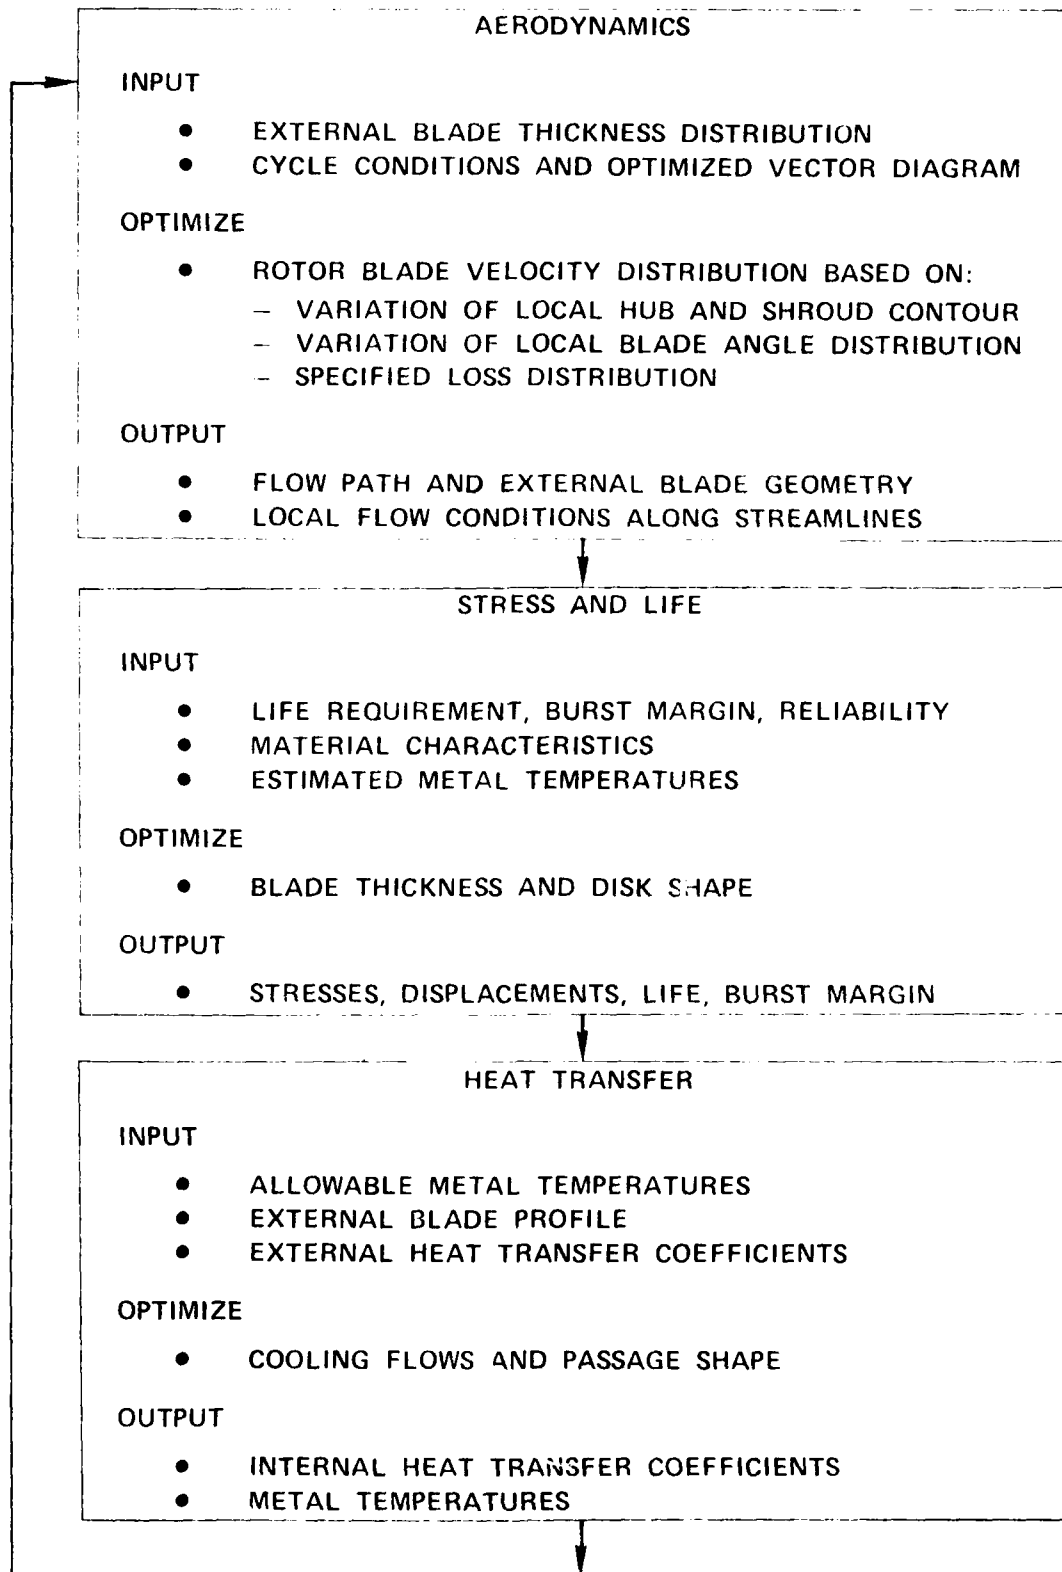 AERODYNAMICS
INPUT
● EXTERNAL BLADE THICKNESS DISTRIBUTION
● CYCLE CONDITIONS AND OPTIMIZED VECTOR DIAGRAM
OPTIMIZE
● ROTOR BLADE VELOCITY DISTRIBUTION BASED ON:
– VARIATION OF LOCAL HUB AND SHROUD CONTOUR
– VARIATION OF LOCAL BLADE ANGLE DISTRIBUTION
– SPECIFIED LOSS DISTRIBUTION
OUTPUT
● FLOW PATH AND EXTERNAL BLADE GEOMETRY
● LOCAL FLOW CONDITIONS ALONG STREAMLINES
STRESS AND LIFE
INPUT
● LIFE REQUIREMENT, BURST MARGIN, RELIABILITY
● MATERIAL CHARACTERISTICS
● ESTIMATED METAL TEMPERATURES
OPTIMIZE
● BLADE THICKNESS AND DISK SHAPE
OUTPUT
● STRESSES, DISPLACEMENTS, LIFE, BURST MARGIN
HEAT TRANSFER
INPUT
● ALLOWABLE METAL TEMPERATURES
● EXTERNAL BLADE PROFILE
● EXTERNAL HEAT TRANSFER COEFFICIENTS
OPTIMIZE
● COOLING FLOWS AND PASSAGE SHAPE
OUTPUT
● INTERNAL HEAT TRANSFER COEFFICIENTS
● METAL TEMPERATURES